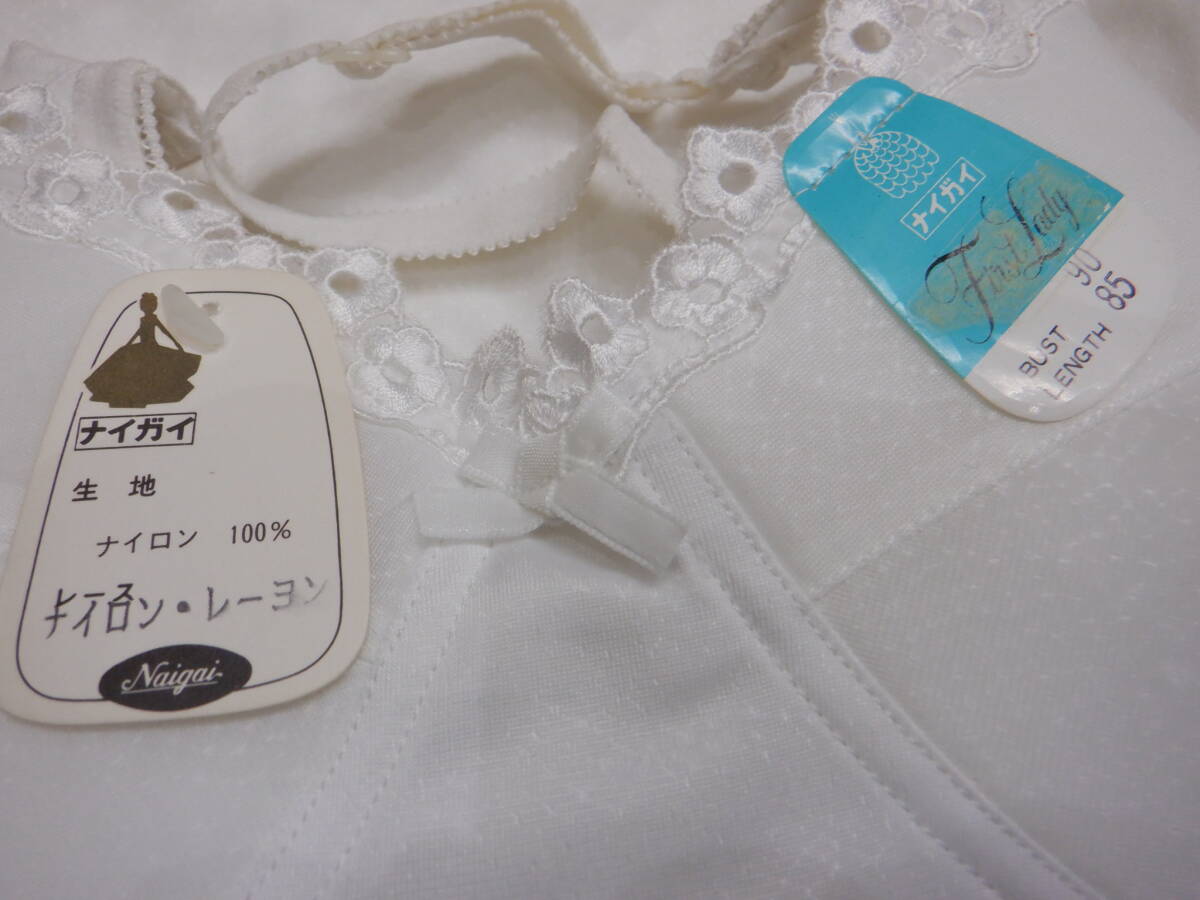 ナイガイ
生地
ナイロン 100%
ナイロン・レーヨン
Naigai
ナイガイ
First Lady
BUST 90
LENGTH 85